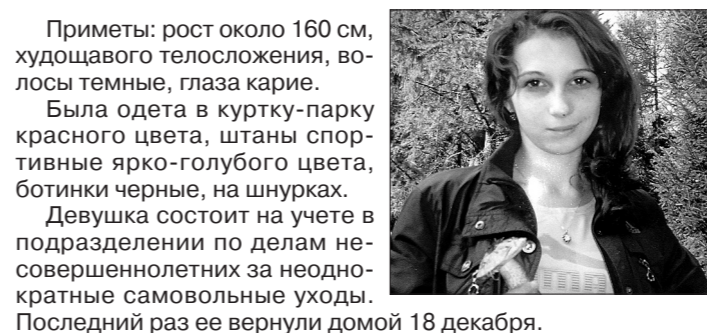 Приметы: рост около 160 см,
худощавого телосложения, во-
лосы темные, глаза карие.
Была одета в куртку-парку
красного цвета, штаны спор-
тивные ярко-голубого цвета,
ботинки черные, на шнурках.
Девушка состоит на учете в
подразделении по делам не-
совершеннолетних за неодно-
кратные самовольные уходы.
Последний раз ее вернули домой 18 декабря.